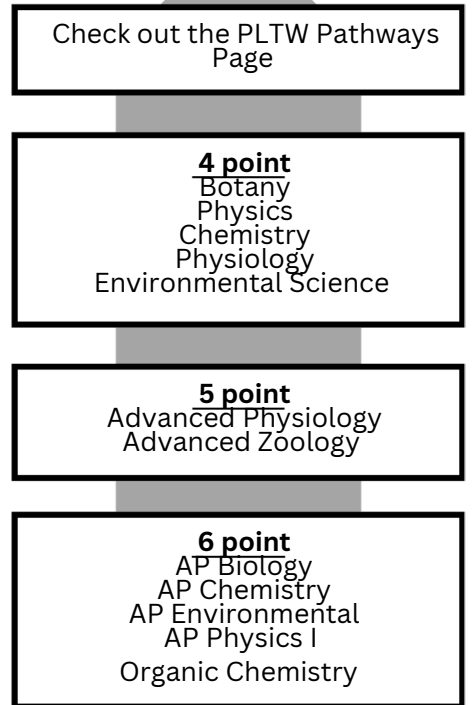 Check out the PLTW Pathways
Page
4 point
Botany
Physics
Chemistry
Physiology
Environmental Science
5 point
Advanced Physiology
Advanced Zoology
6 point
AP Biology
AP Chemistry
AP Environmental
AP Physics I
Organic Chemistry